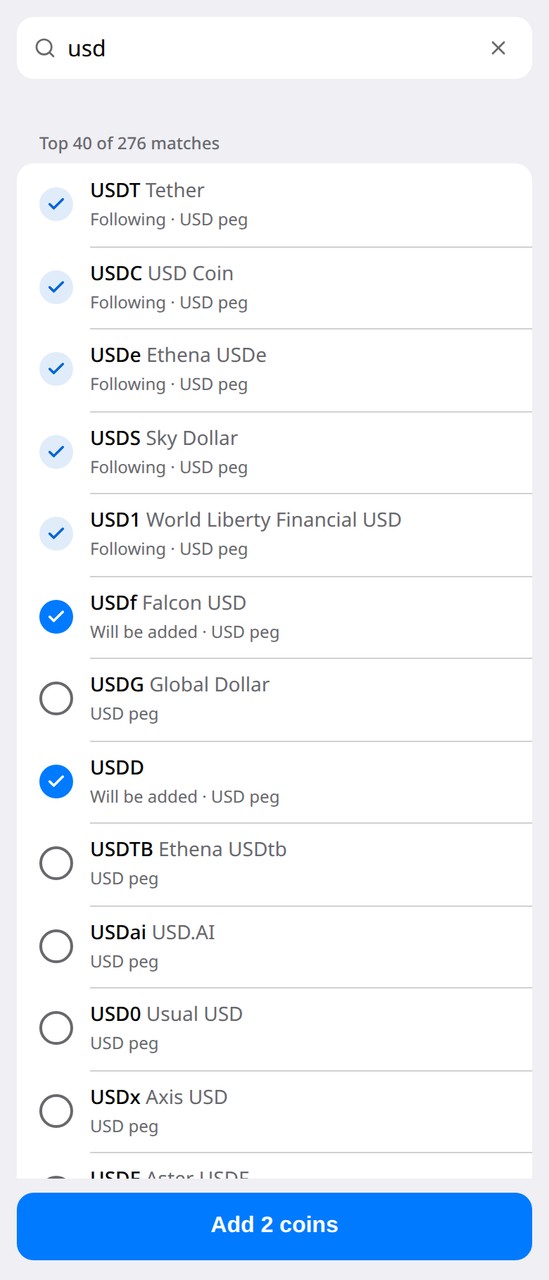 usd
Top 40 of 276 matches
USDT Tether
Following · USD peg
USDC USD Coin
Following · USD peg
USDe Ethena USDe
Following · USD peg
USDS Sky Dollar
Following · USD peg
USD1 World Liberty Financial USD
Following · USD peg
USDf Falcon USD
Will be added · USD peg
USDG Global Dollar
USD peg
USDD
Will be added · USD peg
USDTB Ethena USDtb
USD peg
USDai USD.AI
USD peg
USD0 Usual USD
USD peg
USDx Axis USD
USD peg
USDF Aster USDF
Add 2 coins